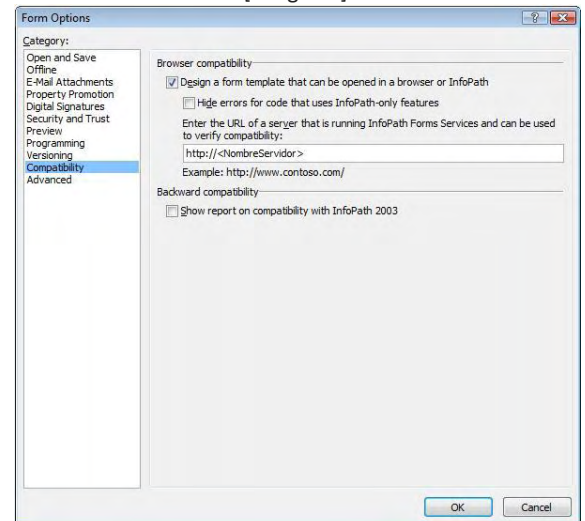 Form Options
Category:
Open and Save
Offline
E-Mail Attachments
Property Promotion
Digital Signatures
Security and Trust
Preview
Programming
Versioning
Compatibility
Advanced
Browser compatibility
Design a form template that can be opened in a browser or InfoPath
Hide errors for code that uses InfoPath-only features
Enter the URL of a server that is running InfoPath Forms Services and can be used
to verify compatibility:
http://<NombreServidor>
Example: http://www.contoso.com/
Backward compatibility
Show report on compatibility with InfoPath 2003
OK
Cancel